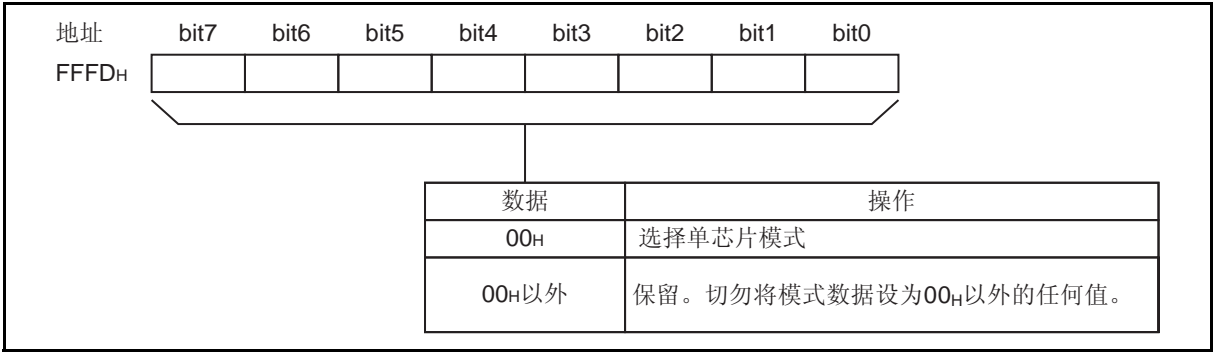 地址 bit7 bit6 bit5 bit4 bit3 bit2 bit1 bit0
FFFDH
数据 操作
00H 选择单芯片模式
00H以外 保留。切勿将模式数据设为00H以外的任何值。